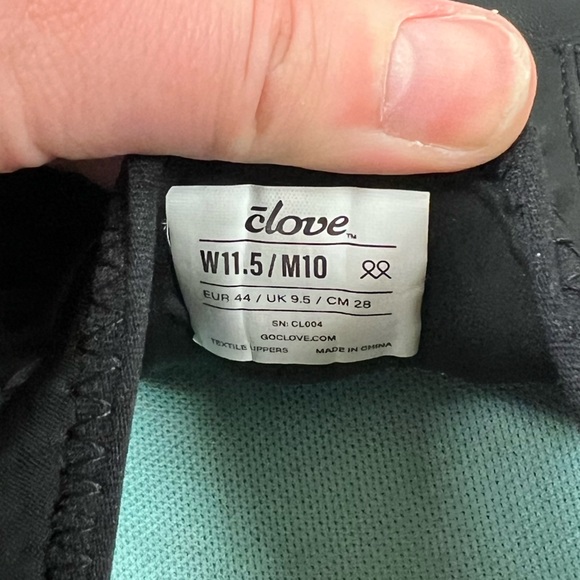 clove™
W11.5 / M10
EUR 44 / UK 9.5 / CM 28
SN: CL004
GOCLOVE.COM
TEXTILE UPPERS MADE IN CHINA